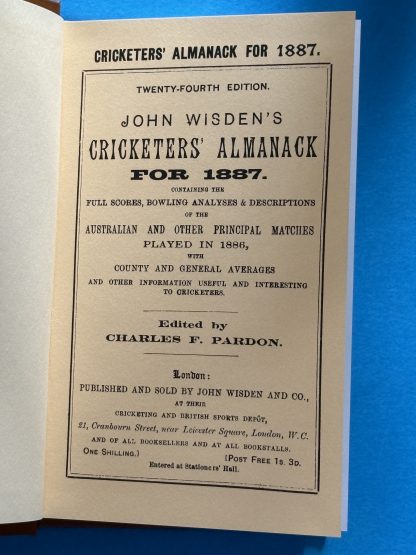 CRICKETERS' ALMANACK FOR 1887.
TWENTY-FOURTH EDITION.
JOHN WISDEN'S
CRICKETERS' ALMANACK
FOR 1887.
CONTAINING THE
FULL SCORES, BOWLING ANALYSES & DESCRIPTIONS
OF THE
AUSTRALIAN AND OTHER PRINCIPAL MATCHES
PLAYED IN 1886,
WITH
COUNTY AND GENERAL AVERAGES
AND OTHER INFORMATION USEFUL AND INTERESTING
TO CRICKETERS.
Edited by
CHARLES F. PARDON.
London:
PUBLISHED AND SOLD BY JOHN WISDEN AND CO.,
AT THEIR
CRICKETING AND BRITISH SPORTS DEPÔT,
21, Cranbourn Street, near Leicester Square, London, W.C.
AND OF ALL BOOKSELLERS AND AT ALL BOOKSTALLS.
ONE SHILLING.) (POST FREE 1S. 3D.
Entered at Stationers' Hall.